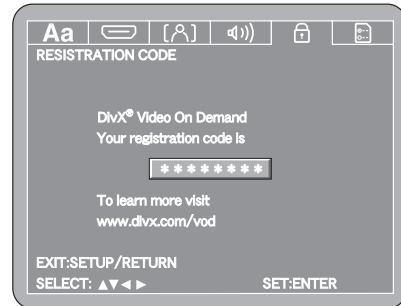 Aa
RESISTRATION CODE
DivX® Video On Demand
Your registration code is
* * * * * * * *
To learn more visit
www.divx.com/vod
EXIT:SETUP/RETURN
SELECT: ▲▼◄► SET:ENTER